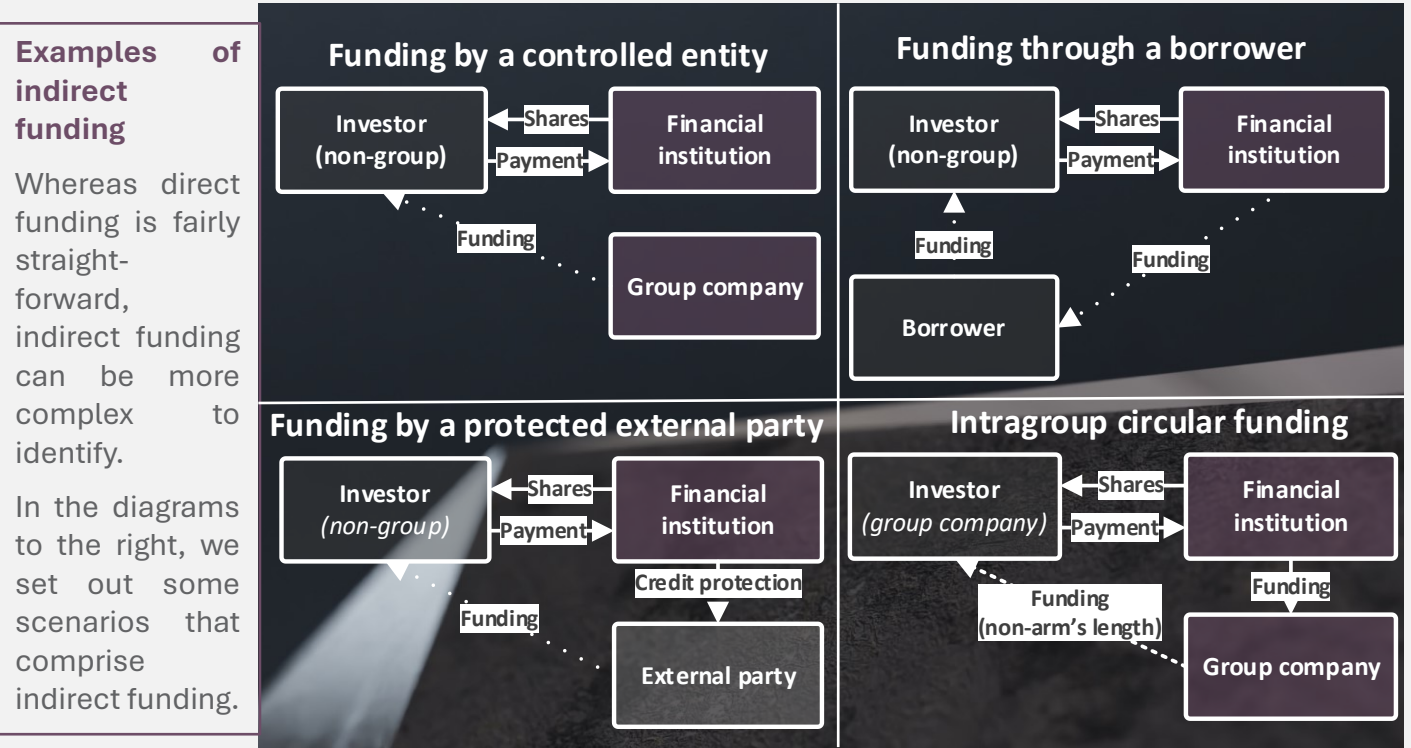 Examples of
indirect
funding
Whereas direct
funding is fairly
straight-
forward,
indirect funding
can be more
complex to
identify.
In the diagrams
to the right, we
set out some
scenarios that
comprise
indirect funding.
Funding by a controlled entity
Investor
(non-group)
Shares
Payment
Financial
institution
Funding
Group company
Funding through a borrower
Investor
(non-group)
Shares
Payment
Financial
institution
Funding
Funding
Borrower
Funding by a protected external party
Investor
(non-group)
Shares
Payment
Financial
institution
Credit protection
Funding
External party
Intragroup circular funding
Investor
(group company)
Shares
Payment
Financial
institution
Funding
Funding
(non-arm's length)
Group company